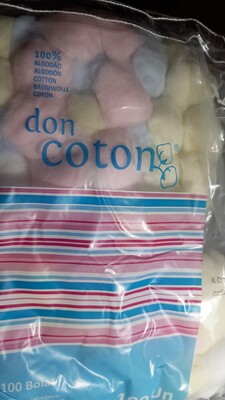 100%
ALGODÃO
ALGODÓN
COTTON
BAUMWOLLE
COTON
don
coton
®
100 Bola